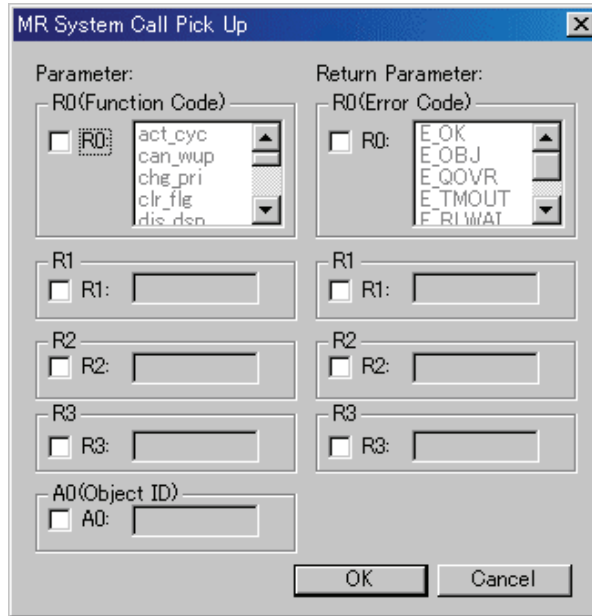 MR System Call Pick Up
Parameter:
R0(Function Code)
R0:
act_cyc
can_wup
chg_pri
clr_flg
dis_dsp
R1
R1:
R2
R2:
R3
R3:
A0(Object ID)
A0:
Return Parameter:
R0(Error Code)
R0:
E_OK
E_OBJ
E_QOVR
E_TMOUT
E_RLWAI
R1
R1:
R2
R2:
R3
R3:
OK
Cancel